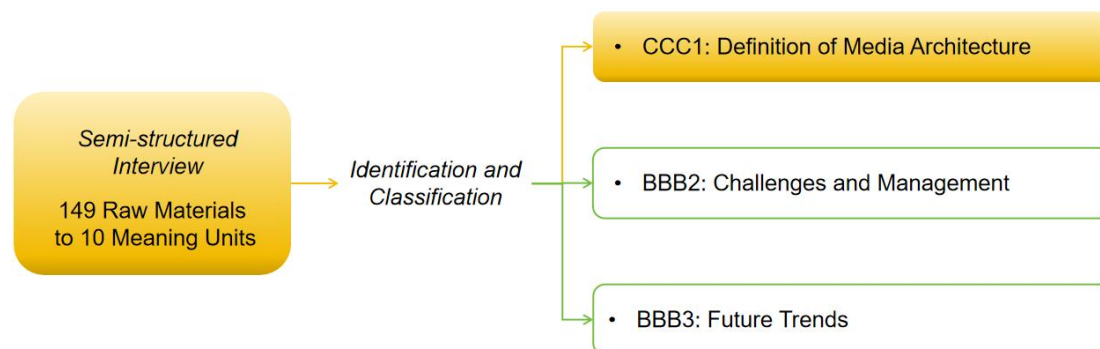 Semi-structured
Interview
149 Raw Materials
to 10 Meaning Units
Identification and
Classification
• CCC1: Definition of Media Architecture
• BBB2: Challenges and Management
• BBB3: Future Trends